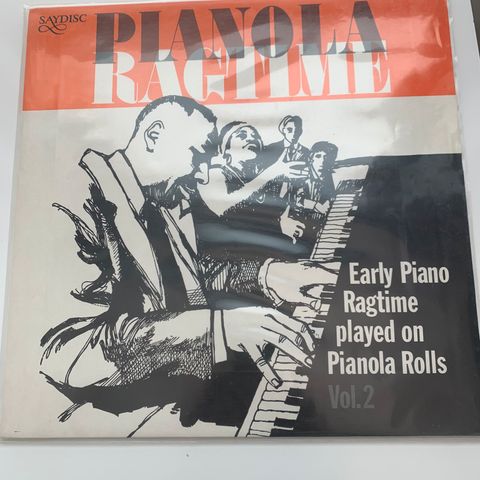 SAYDISC
PIANOLA
RAGTIME
Early Piano
Ragtime
played on
Pianola Rolls
Vol.2